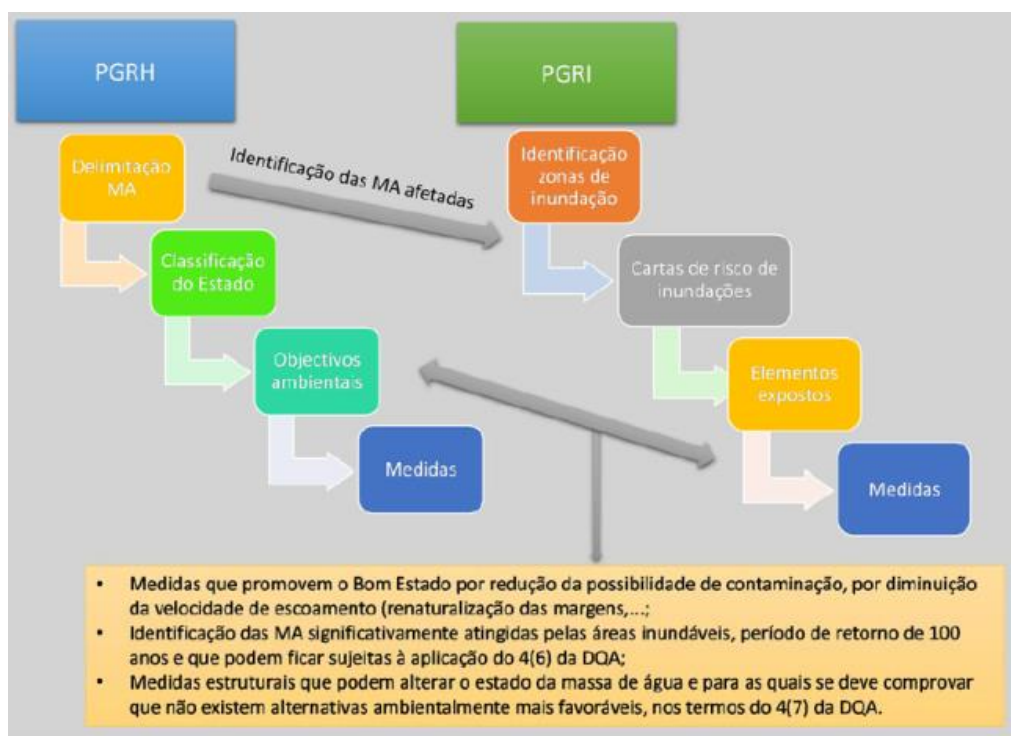 PGRH
PGRI
Delimitação
MA
Identificação das MA afetadas
Identificação
zonas de
inundação
Classificação
do Estado
Cartas de risco de
inundações
Objectivos
ambientais
Elementos
expostos
Medidas
Medidas
• Medidas que promovem o Bom Estado por redução da possibilidade de contaminação, por diminuição
da velocidade de escoamento (renaturalização das margens,...;
• Identificação das MA significativamente atingidas pelas áreas inundáveis, período de retorno de 100
anos e que podem ficar sujeitas à aplicação do 4(6) da DQA;
• Medidas estruturais que podem alterar o estado da massa de água e para as quais se deve comprovar
que não existem alternativas ambientalmente mais favoráveis, nos termos do 4(7) da DQA.